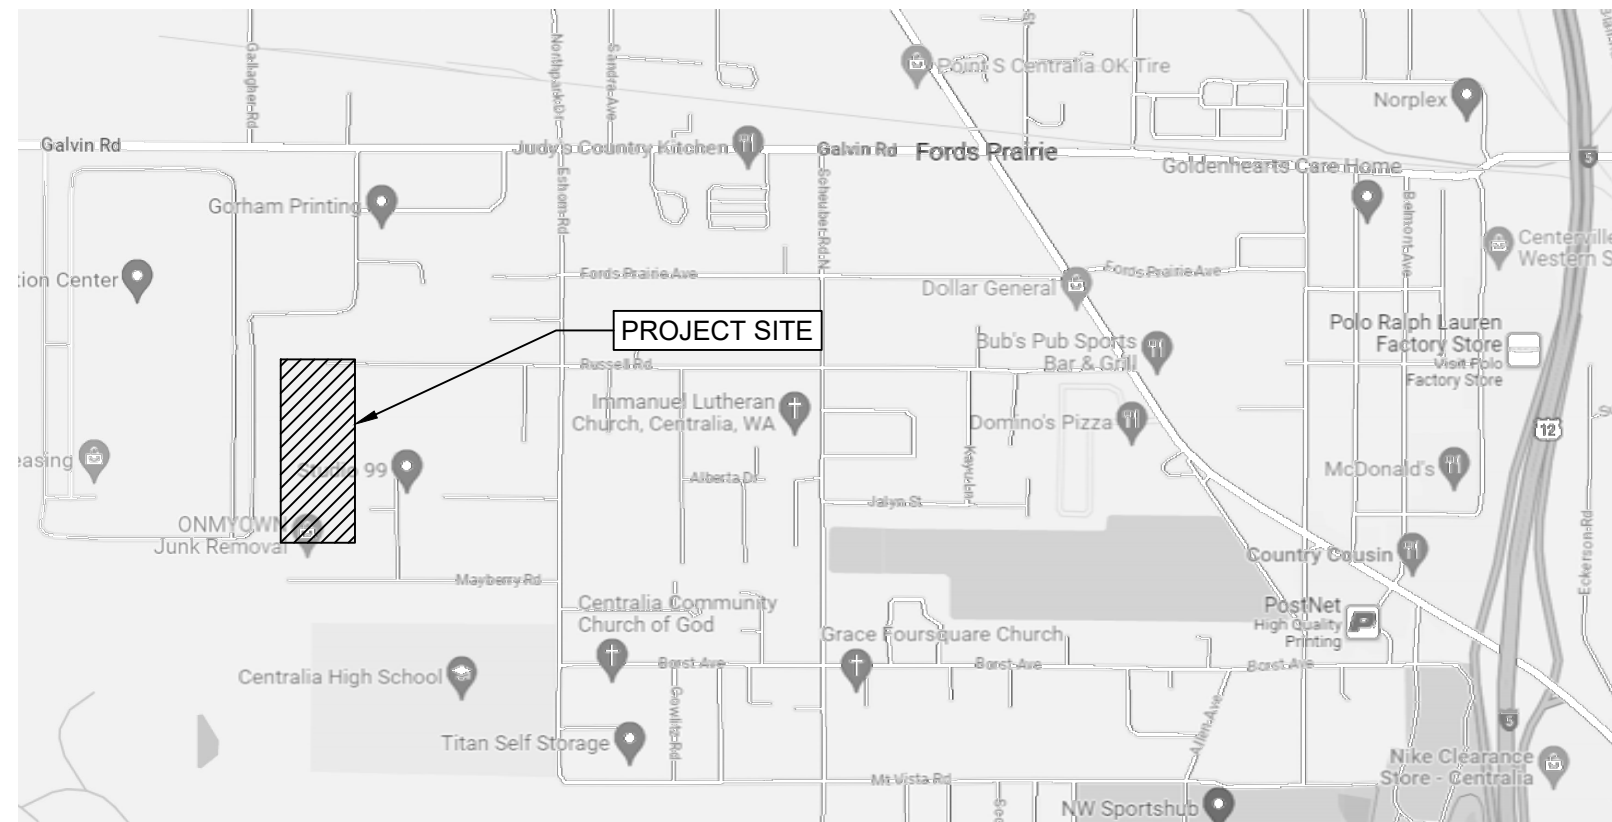 Gallagher Rd
Northpark Dr
Sandra Ave
St
Point S Centralia OK Tire
Norplex
Galvin Rd
Judy's Country Kitchen
Galvin Rd
Fords Prairie
Goldenhearts Care Home
5
Gorham Printing
Eshom Rd
Scheuber Rd N
Belmont Ave
Centerville
Western S
tion Center
Fords Prairie Ave
Fords Prairie Ave
Dollar General
PROJECT SITE
Bub's Pub Sports
Bar & Grill
Polo Ralph Lauren
Factory Store
Visit Polo
Factory Store
Russell Rd
Immanuel Lutheran
Church, Centralia, WA
Domino's Pizza
12
easing
Studio 99
Alberta Dr
Kayu Ln
McDonald's
Jalyn St
ONMYOWN
Junk Removal
Country Cousin
Eckerson Rd
Mayberry Rd
Centralia Community
Church of God
PostNet
High Quality
Printing
Grace Foursquare Church
Borst Ave
Borst Ave
Borst Ave
Centralia High School
Cowlitz Rd
Allen Ave
5
Titan Self Storage
Mt Vista Rd
Nike Clearance
Store - Centralia
NW Sportshub